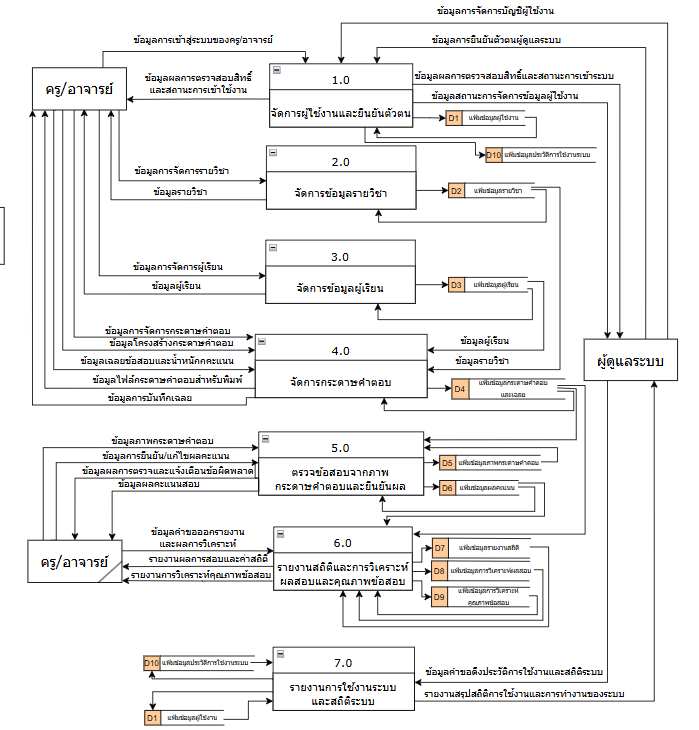 ข้อมูลการจัดการบัญชีผู้ใช้งาน
ข้อมูลการเข้าสู่ระบบของครู/อาจารย์
ข้อมูลการยืนยันตัวตนผู้ดูแลระบบ
ครู/อาจารย์
ข้อมูลผลการตรวจสอบสิทธิ์
และสถานะการเข้าใช้งาน
1.0
จัดการผู้ใช้งานและยืนยันตัวตน
ข้อมูลผลการตรวจสอบสิทธิ์และสถานะการเข้าระบบ
ข้อมูลสถานะการจัดการข้อมูลผู้ใช้งาน
D1 แฟ้มข้อมูลผู้ใช้งาน
D10 แฟ้มข้อมูลประวัติการใช้งานระบบ
ข้อมูลการจัดการรายวิชา
ข้อมูลรายวิชา
2.0
จัดการข้อมูลรายวิชา
D2 แฟ้มข้อมูลรายวิชา
ข้อมูลการจัดการผู้เรียน
ข้อมูลผู้เรียน
3.0
จัดการข้อมูลผู้เรียน
D3 แฟ้มข้อมูลผู้เรียน
ข้อมูลการจัดการกระดาษคำตอบ
ข้อมูลโครงสร้างกระดาษคำตอบ
ข้อมูลเฉลยข้อสอบและน้ำหนักคะแนน
ข้อมูลไฟล์กระดาษคำตอบสำหรับพิมพ์
ข้อมูลการบันทึกเฉลย
4.0
จัดการกระดาษคำตอบ
ข้อมูลผู้เรียน
ข้อมูลรายวิชา
ผู้ดูแลระบบ
D4 แฟ้มข้อมูลกระดาษคำตอบ
และเฉลย
ข้อมูลภาพกระดาษคำตอบ
ข้อมูลการยืนยัน/แก้ไขผลคะแนน
ข้อมูลผลการตรวจและแจ้งเตือนข้อผิดพลาด
ข้อมูลผลคะแนนสอบ
5.0
ตรวจข้อสอบจากภาพ
กระดาษคำตอบและยืนยันผล
D5 แฟ้มข้อมูลภาพกระดาษคำตอบ
D6 แฟ้มข้อมูลผลคะแนน
ครู/อาจารย์
ข้อมูลคำขอออกรายงาน
และผลการวิเคราะห์
รายงานผลการสอบและค่าสถิติ
รายงานการวิเคราะห์คุณภาพข้อสอบ
6.0
รายงานสถิติและการวิเคราะห์
ผลสอบและคุณภาพข้อสอบ
D7 แฟ้มข้อมูลรายงานสถิติ
D8 แฟ้มข้อมูลการวิเคราะห์ผลสอบ
D9 แฟ้มข้อมูลการวิเคราะห์
คุณภาพข้อสอบ
D10 แฟ้มข้อมูลประวัติการใช้งานระบบ
D1 แฟ้มข้อมูลผู้ใช้งาน
7.0
รายงานการใช้งานระบบ
และสถิติระบบ
ข้อมูลคำขอดึงประวัติการใช้งานและสถิติระบบ
รายงานสรุปสถิติการใช้งานและการทำงานของระบบ